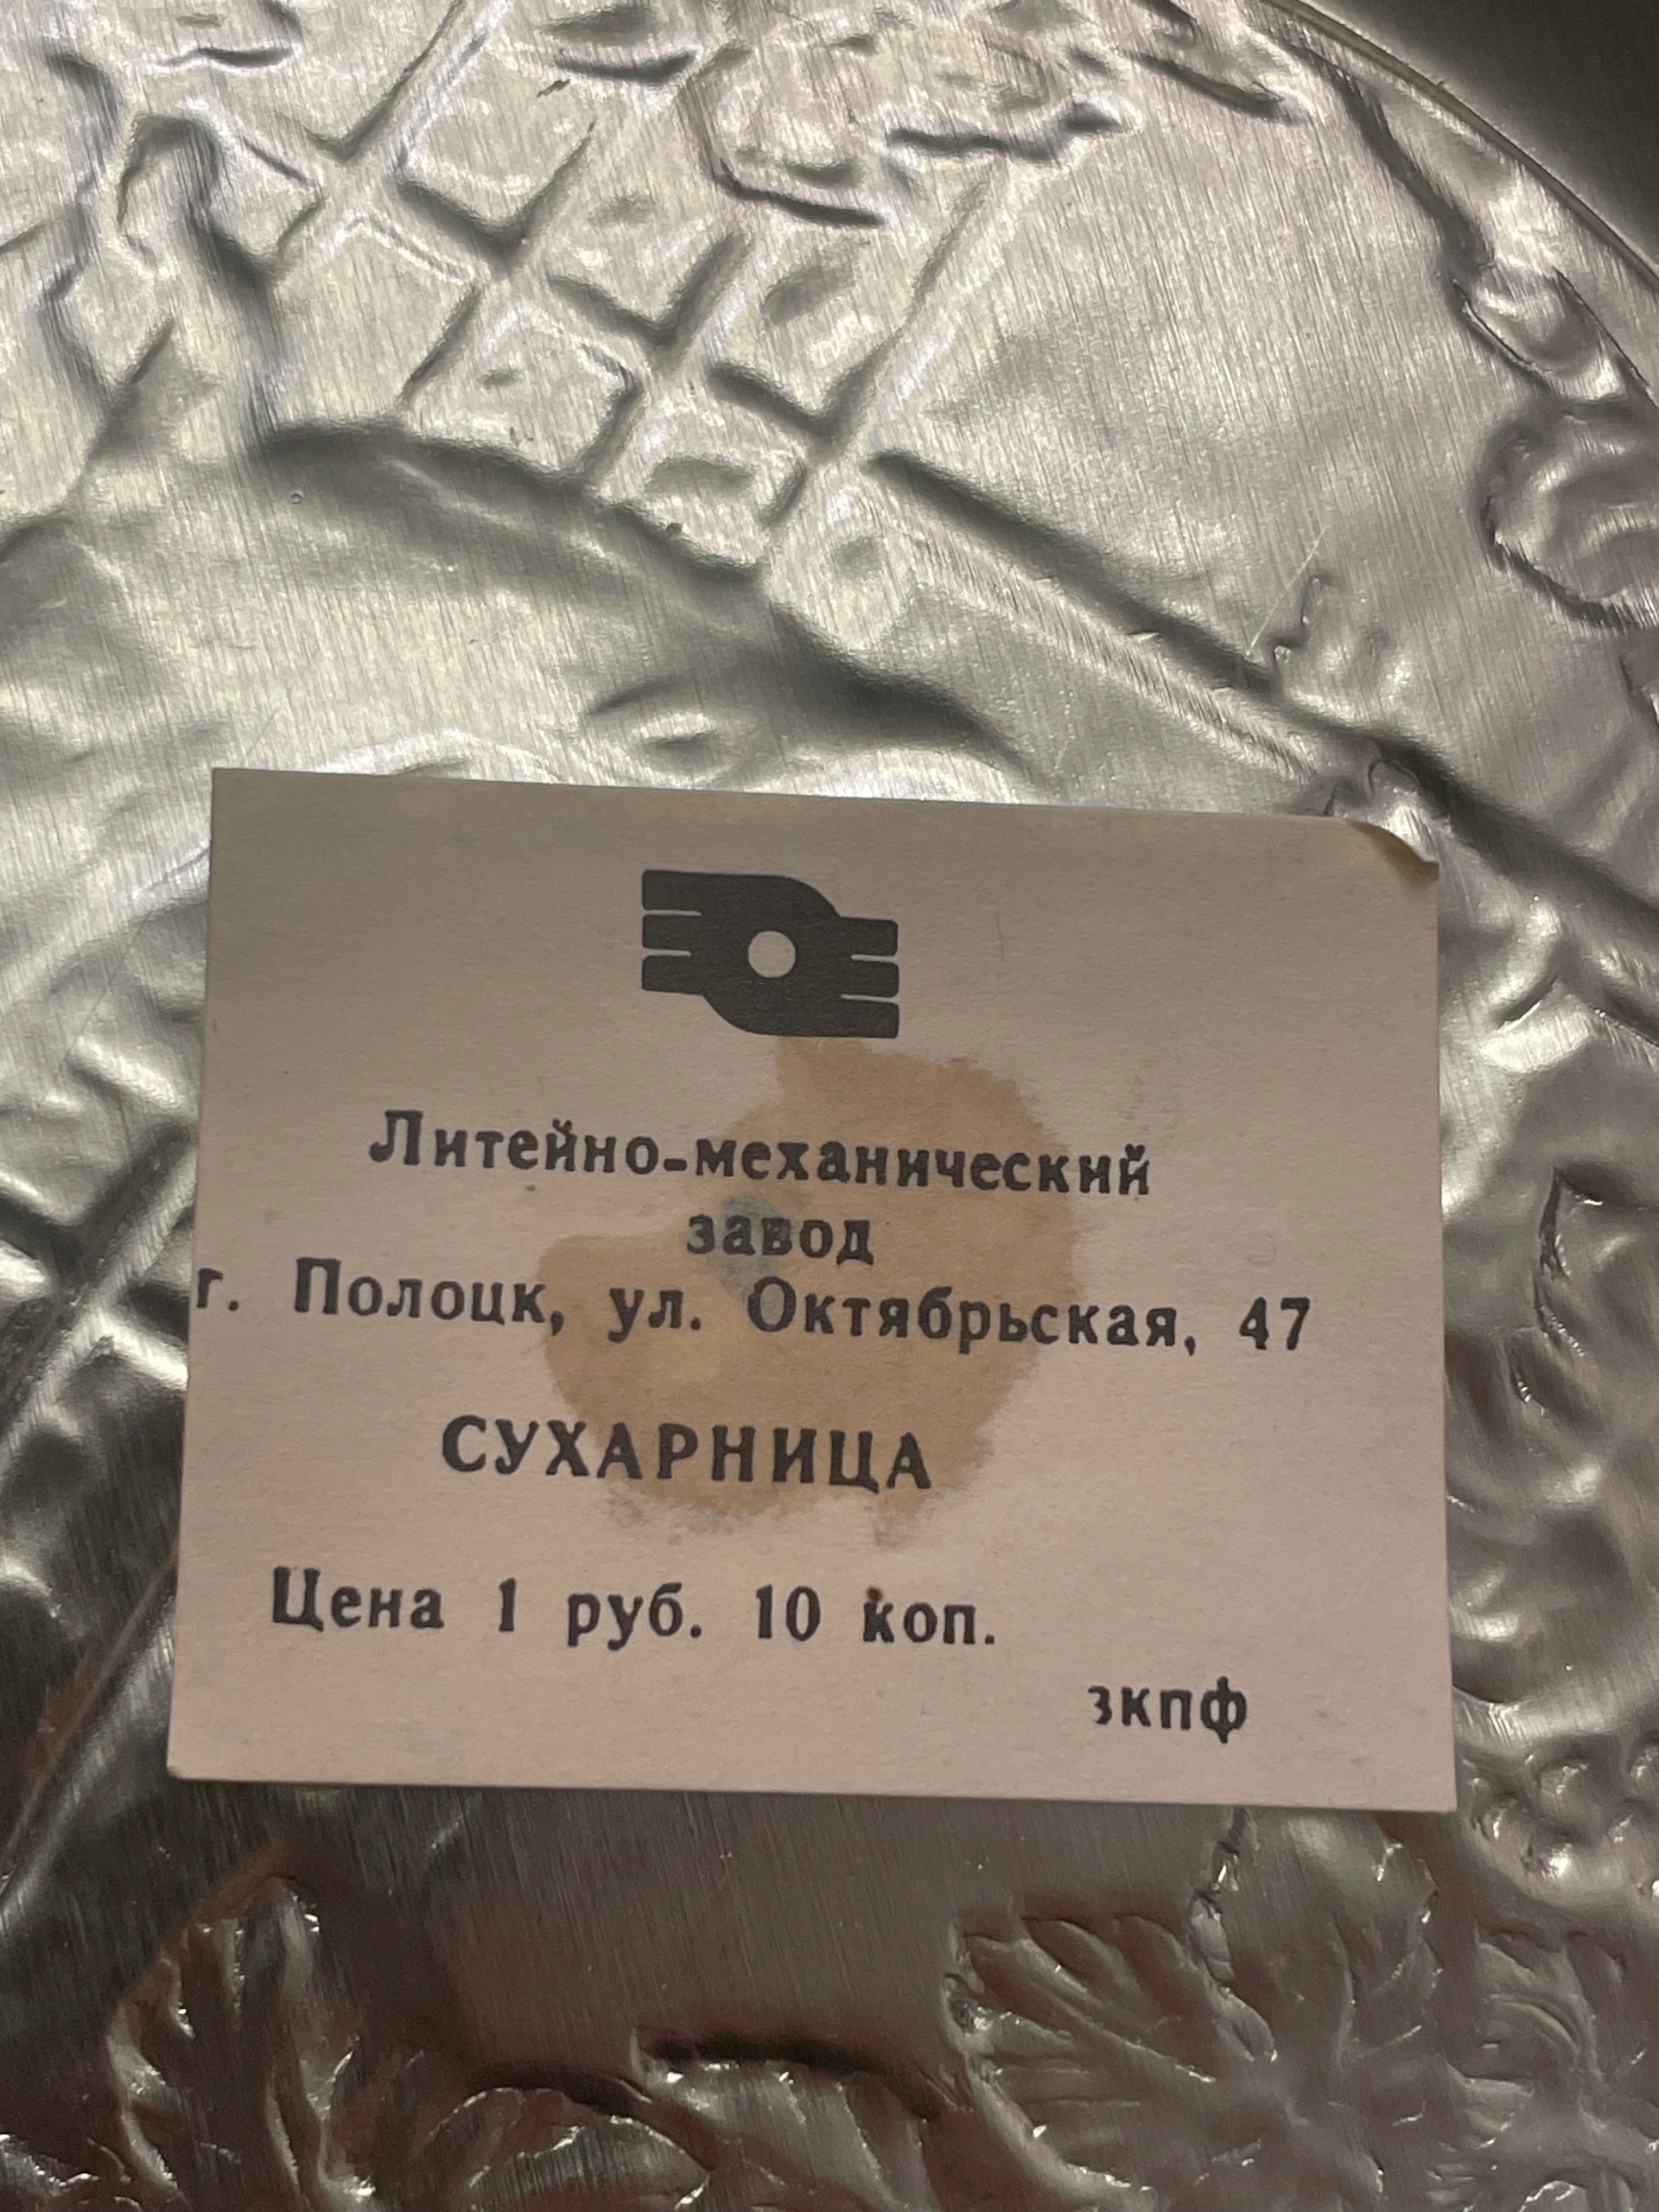 Литейно-механический
завод
г. Полоцк, ул. Октябрьская, 47
СУХАРНИЦА
Цена 1 руб. 10 коп.
зкпф